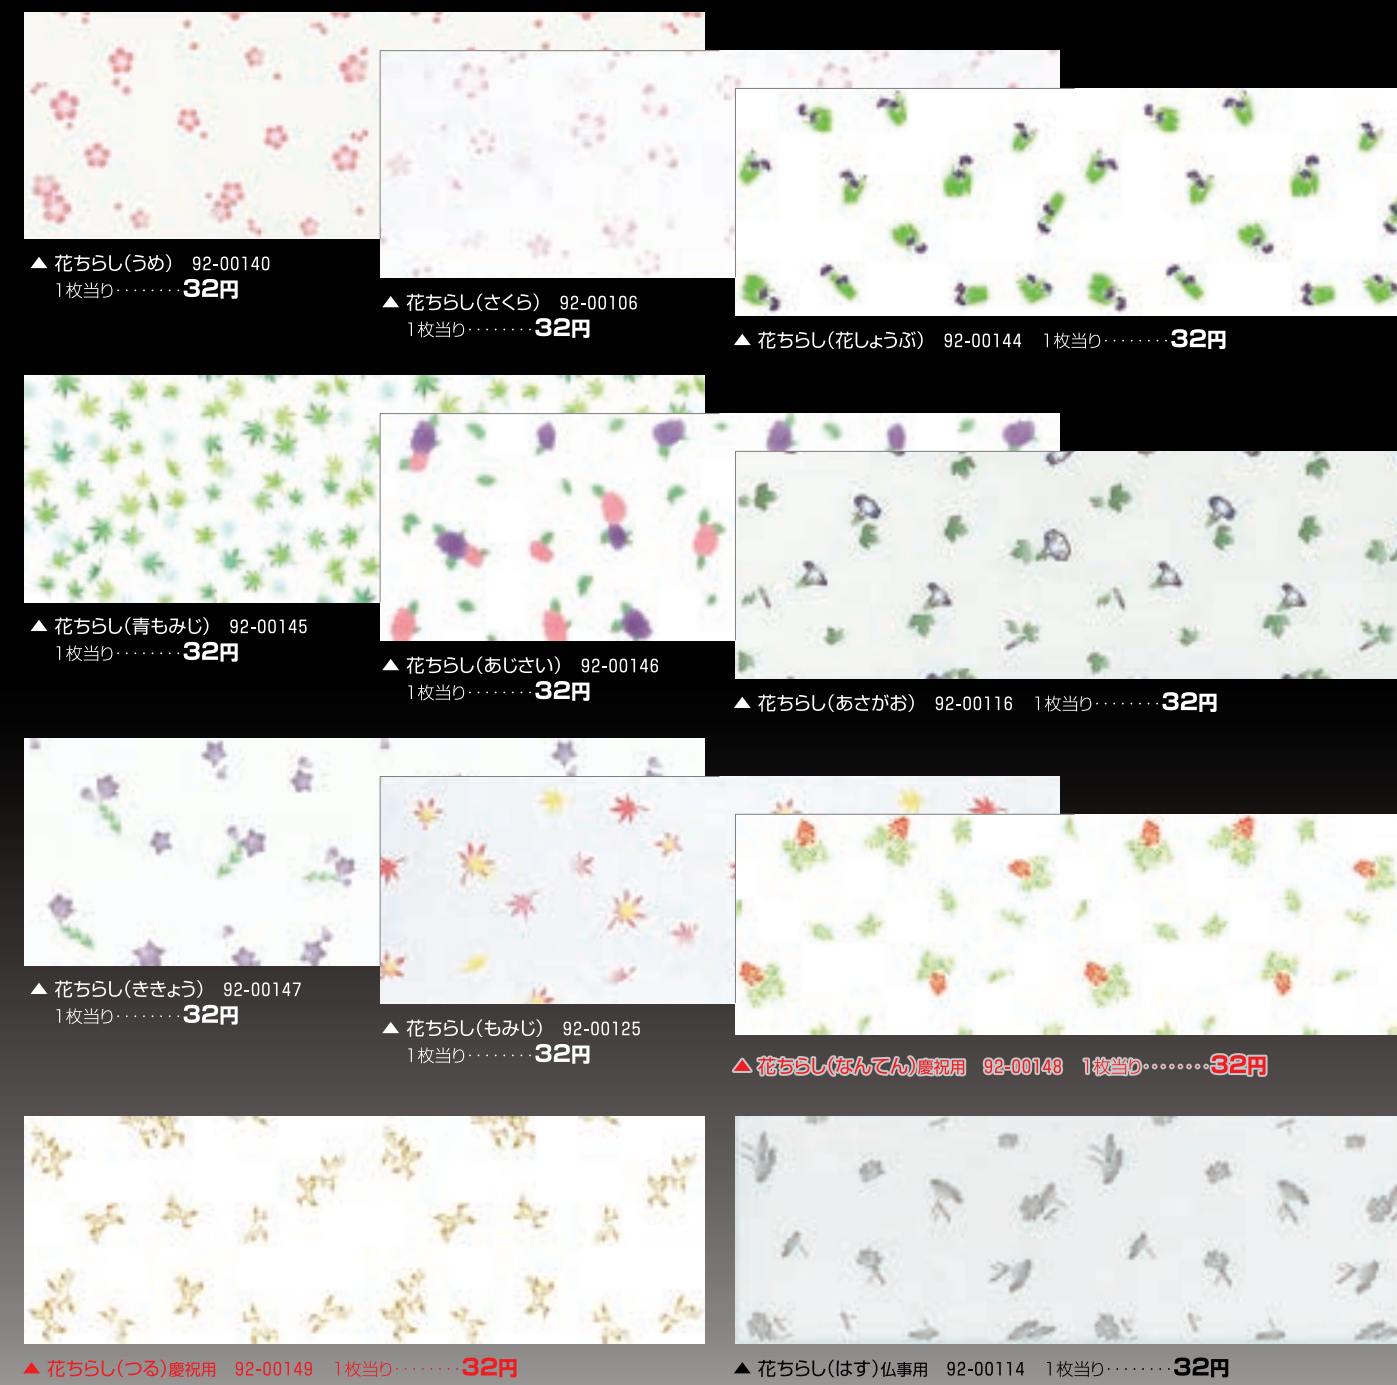 ▲ 花ちらし(うめ) 92-00140
1枚当り········32円
▲ 花ちらし(さくら) 92-00106
1枚当り········32円
▲ 花ちらし(花しょうぶ) 92-00144 1枚当り········32円
▲ 花ちらし(青もみじ) 92-00145
1枚当り········32円
▲ 花ちらし(あじさい) 92-00146
1枚当り········32円
▲ 花ちらし(あさがお) 92-00116 1枚当り········32円
▲ 花ちらし(ききょう) 92-00147
1枚当り········32円
▲ 花ちらし(もみじ) 92-00125
1枚当り········32円
▲ 花ちらし(なんてん)慶祝用 92-00148 1枚当り········32円
▲ 花ちらし(つる)慶祝用 92-00149 1枚当り········32円
▲ 花ちらし(はす)仏事用 92-00114 1枚当り········32円